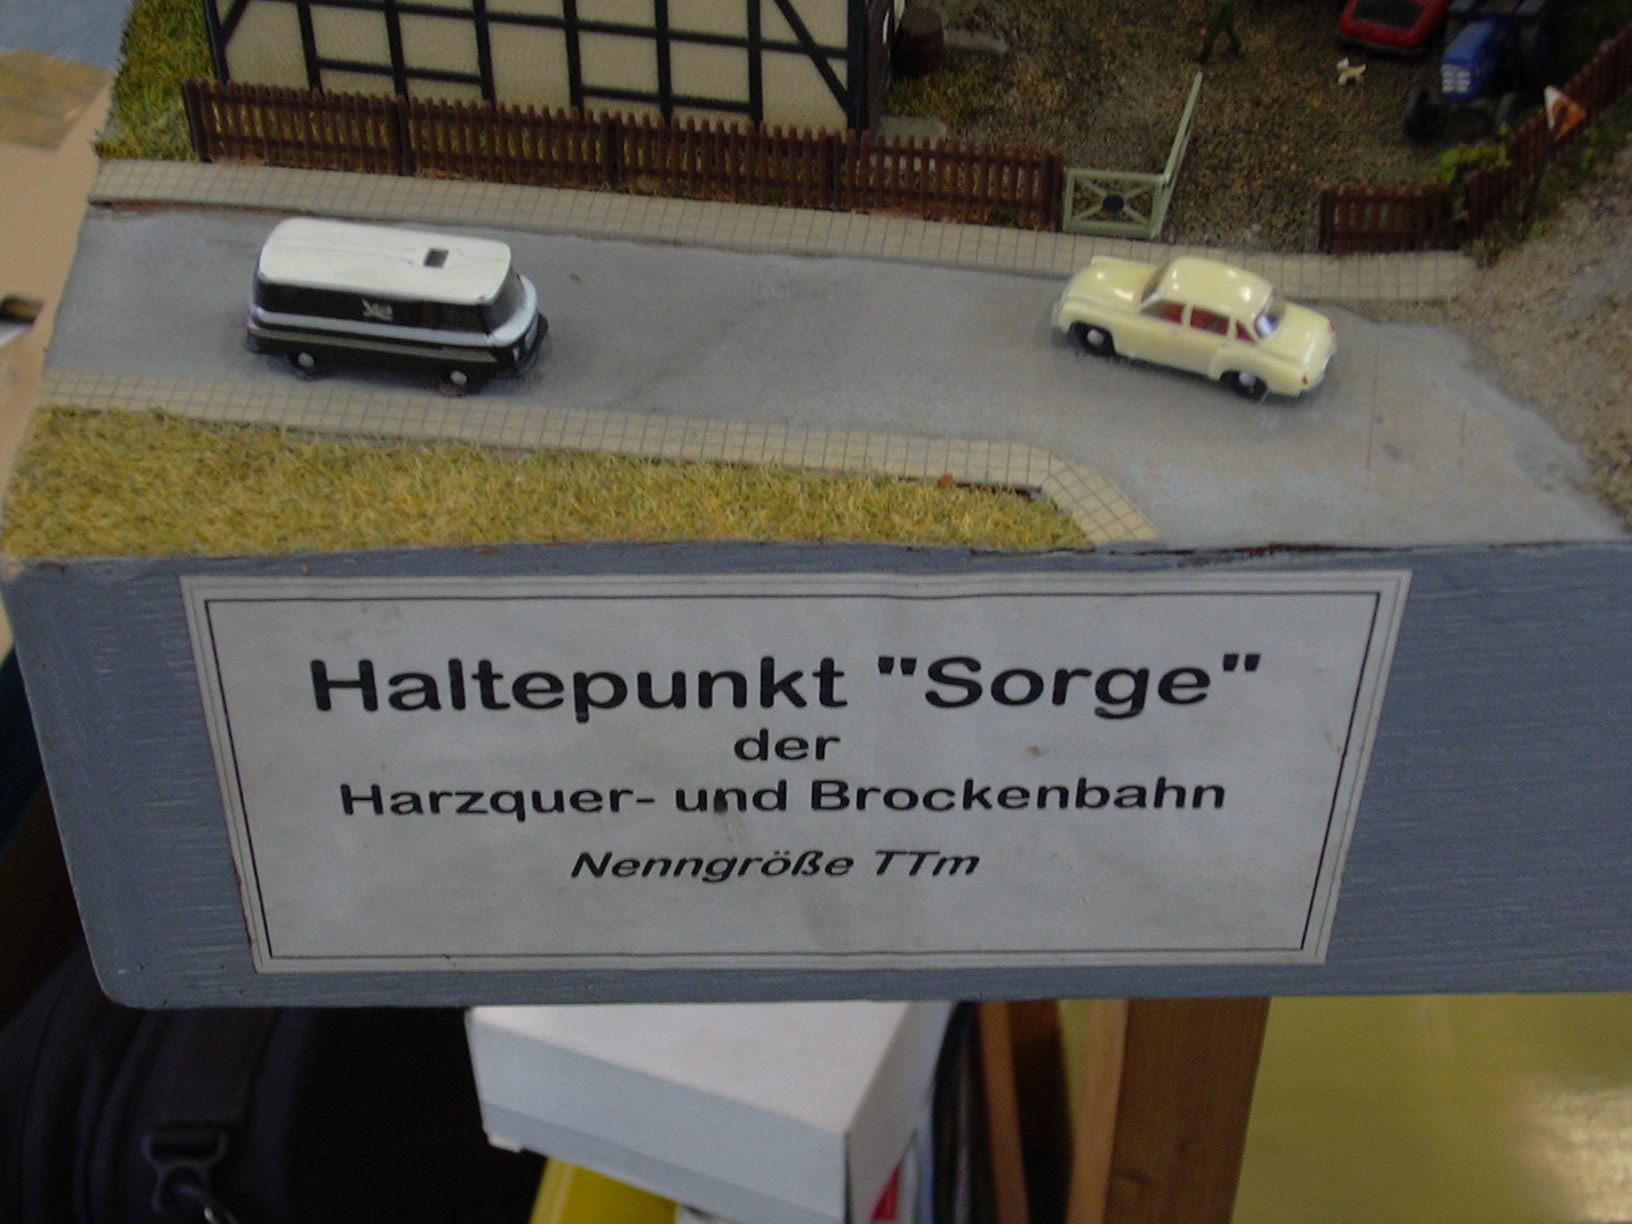 Haltepunkt "Sorge"
der
Harzquer- und Brockenbahn
Nenngröße TTm